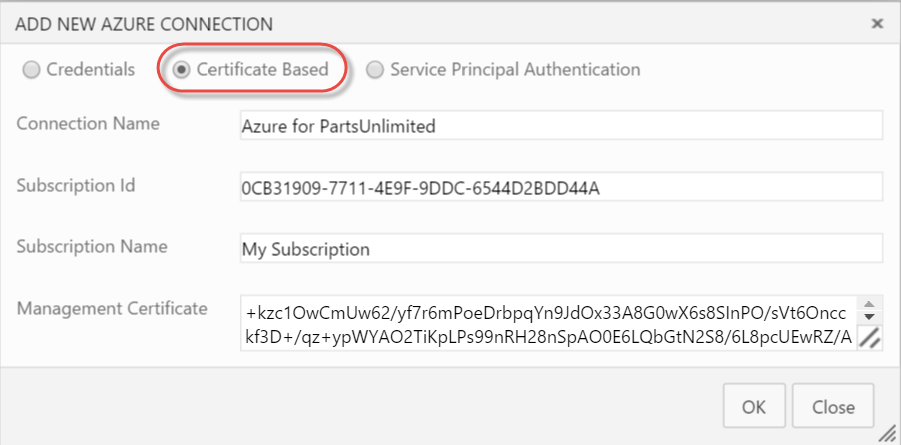 ADD NEW AZURE CONNECTION
Credentials Certificate Based Service Principal Authentication
Connection Name Azure for PartsUnlimited
Subscription Id 0CB31909-7711-4E9F-9DDC-6544D2BDD44A
Subscription Name My Subscription
Management Certificate +kzc1OwCmUw62/yf7r6mPoeDrbpqYn9JdOx33A8G0wX6s8SInPO/sVt6Oncc
kf3D+/qz+ypWYAO2TiKpLPs99nRH28nSpAO0E6LQbGtN2S8/6L8pcUEwRZ/A
OK Close